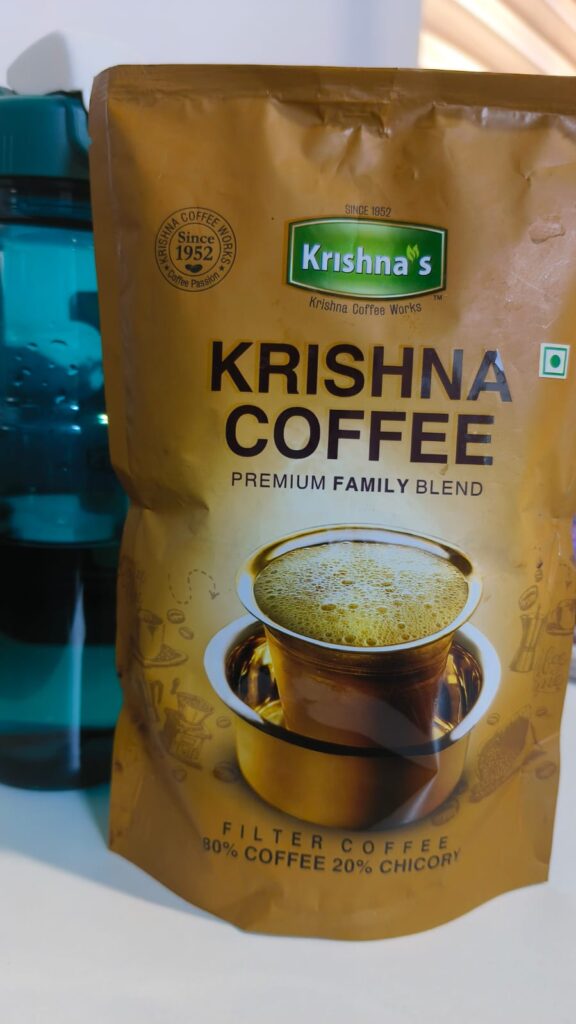 SINCE 1952
KRISHNA COFFEE WORKS
Since
1952
Coffee Passion
Krishna's
TM
Krishna Coffee Works
KRISHNA
COFFEE
PREMIUM FAMILY BLEND
FILTER COFFEE
80% COFFEE 20% CHICORY